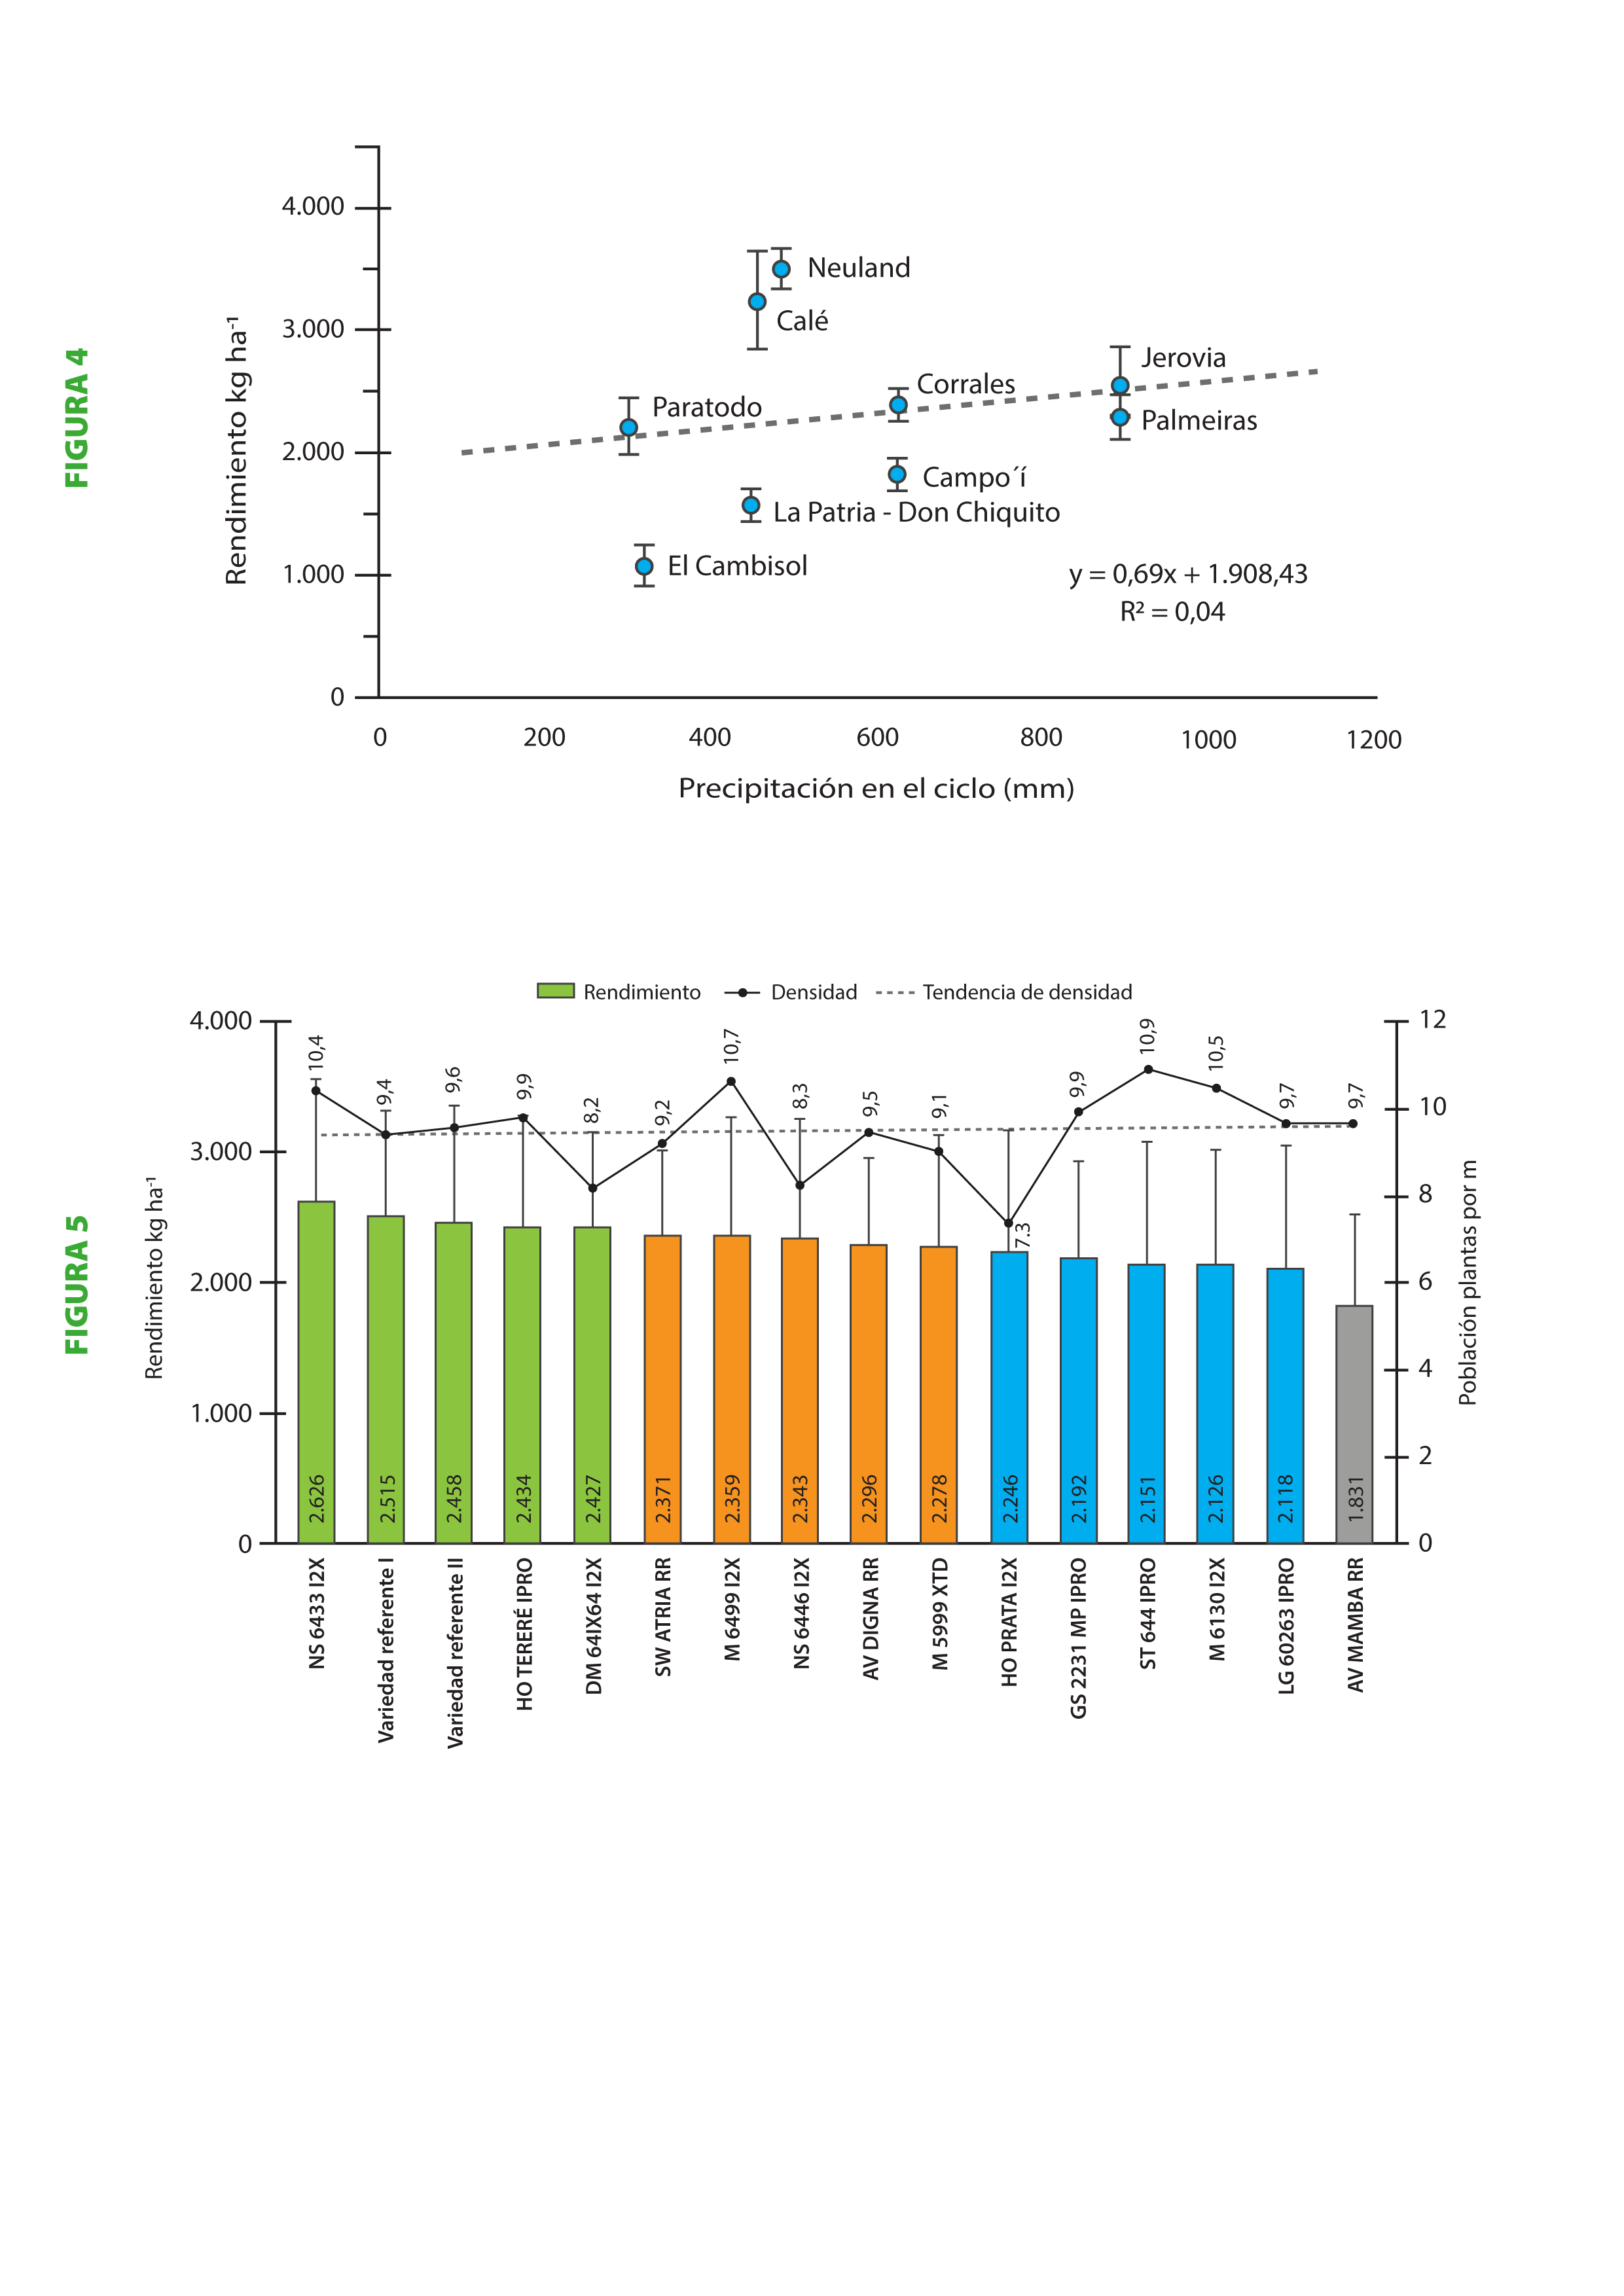 FIGURA 4
Rendimiento kg ha-¹
4.000
3.000
2.000
1.000
0
Neuland
Calé
Jerovia
Corrales
Paratodo
Palmeiras
Campo´í
La Patria - Don Chiquito
El Cambisol
y = 0,69x + 1.908,43
R² = 0,04
0 200 400 600 800 1000 1200
Precipitación en el ciclo (mm)
FIGURA 5
Rendimiento Densidad Tendencia de densidad
Rendimiento kg ha-¹
4.000
3.000
2.000
1.000
0
10,4 9,4 9,6 9,9 8,2 9,2 10,7 8,3 9,5 9,1 7.3 9,9 10,9 10,5 9,7 9,7
2.626 2.515 2.458 2.434 2.427 2.371 2.359 2.343 2.296 2.278 2.246 2.192 2.151 2.126 2.118 1.831
12
10
8
6
4
2
0
Población plantas por m
NS 6433 I2X
Variedad referente I
Variedad referente II
HO TERERÉ IPRO
DM 64IX64 I2X
SW ATRIA RR
M 6499 I2X
NS 6446 I2X
AV DIGNA RR
M 5999 XTD
HO PRATA I2X
GS 2231 MP IPRO
ST 644 IPRO
M 6130 I2X
LG 60263 IPRO
AV MAMBA RR